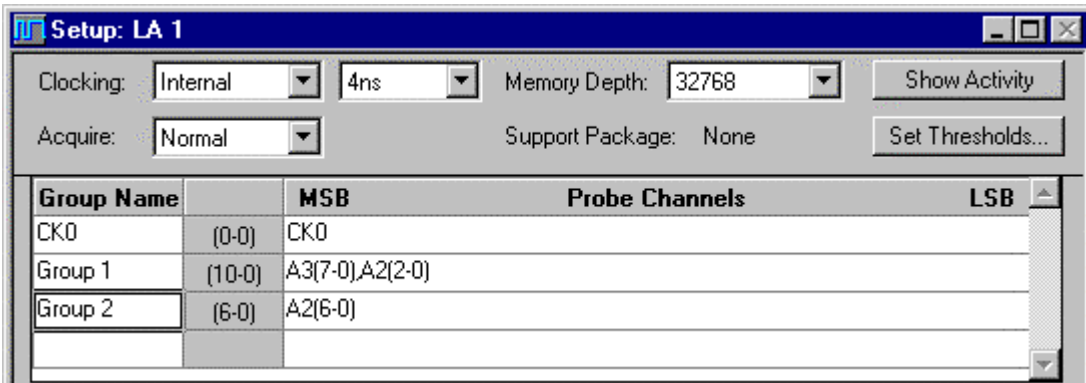 Setup: LA 1
Clocking: Internal 4ns Memory Depth: 32768 Show Activity
Acquire: Normal Support Package: None Set Thresholds...
Group Name MSB Probe Channels LSB
CK0 (0-0) CK0
Group 1 (10-0) A3(7-0),A2(2-0)
Group 2 (6-0) A2(6-0)